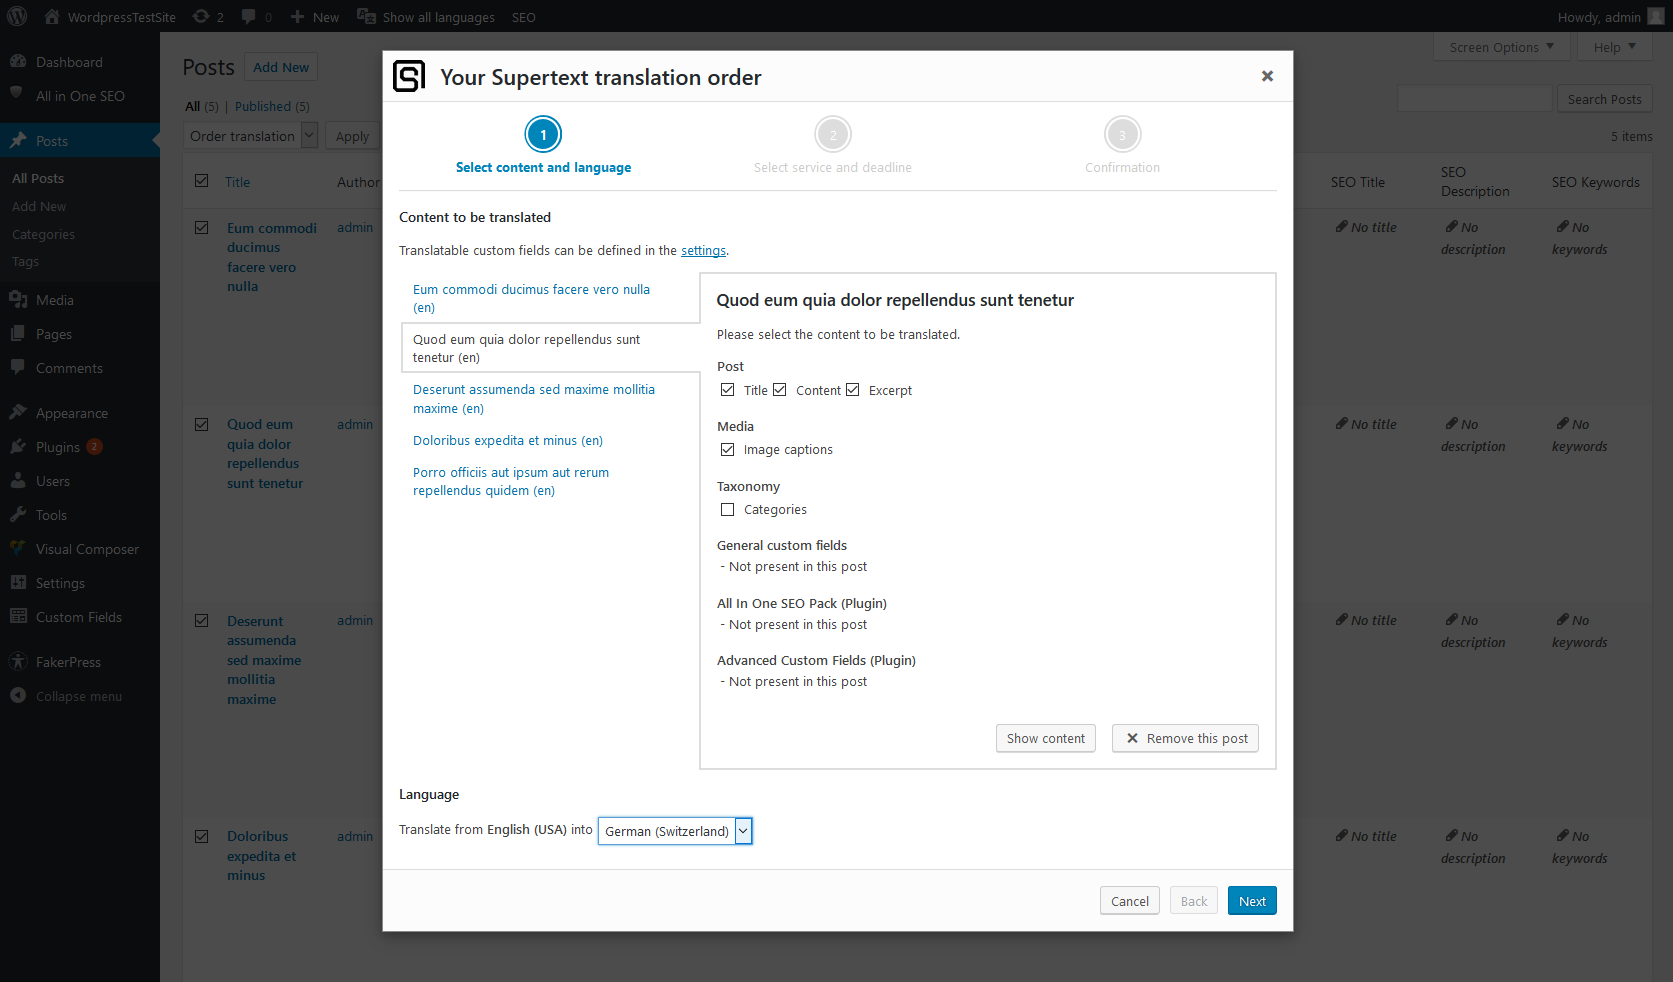 WordpressTestSite
2
0
New
Show all languages
SEO
Howdy, admin
Dashboard
All in One SEO
Posts
All Posts
Add New
Categories
Tags
Media
Pages
Comments
Appearance
Plugins 2
Users
Tools
Visual Composer
Settings
Custom Fields
FakerPress
Collapse menu
Posts
Add New
Screen Options
Help
All (5) | Published (5)
Search Posts
Order translation
Apply
5 items
Title
Author
SEO Title
SEO
Description
SEO Keywords
Eum commodi
ducimus
facere vero
nulla
admin
No title
No
description
No
keywords
Quod eum
quia dolor
repellendus
sunt tenetur
admin
No title
No
description
No
keywords
Deserunt
assumenda
sed maxime
mollitia
maxime
admin
No title
No
description
No
keywords
Doloribus
expedita et
minus
admin
No title
No
description
No
keywords
Your Supertext translation order
1
Select content and language
2
Select service and deadline
3
Confirmation
Content to be translated
Translatable custom fields can be defined in the settings.
Eum commodi ducimus facere vero nulla
(en)
Quod eum quia dolor repellendus sunt
tenetur (en)
Deserunt assumenda sed maxime mollitia
maxime (en)
Doloribus expedita et minus (en)
Porro officiis aut ipsum aut rerum
repellendus quidem (en)
Quod eum quia dolor repellendus sunt tenetur
Please select the content to be translated.
Post
Title Content Excerpt
Media
Image captions
Taxonomy
Categories
General custom fields
- Not present in this post
All In One SEO Pack (Plugin)
- Not present in this post
Advanced Custom Fields (Plugin)
- Not present in this post
Show content
Remove this post
Language
Translate from English (USA) into German (Switzerland)
Cancel
Back
Next